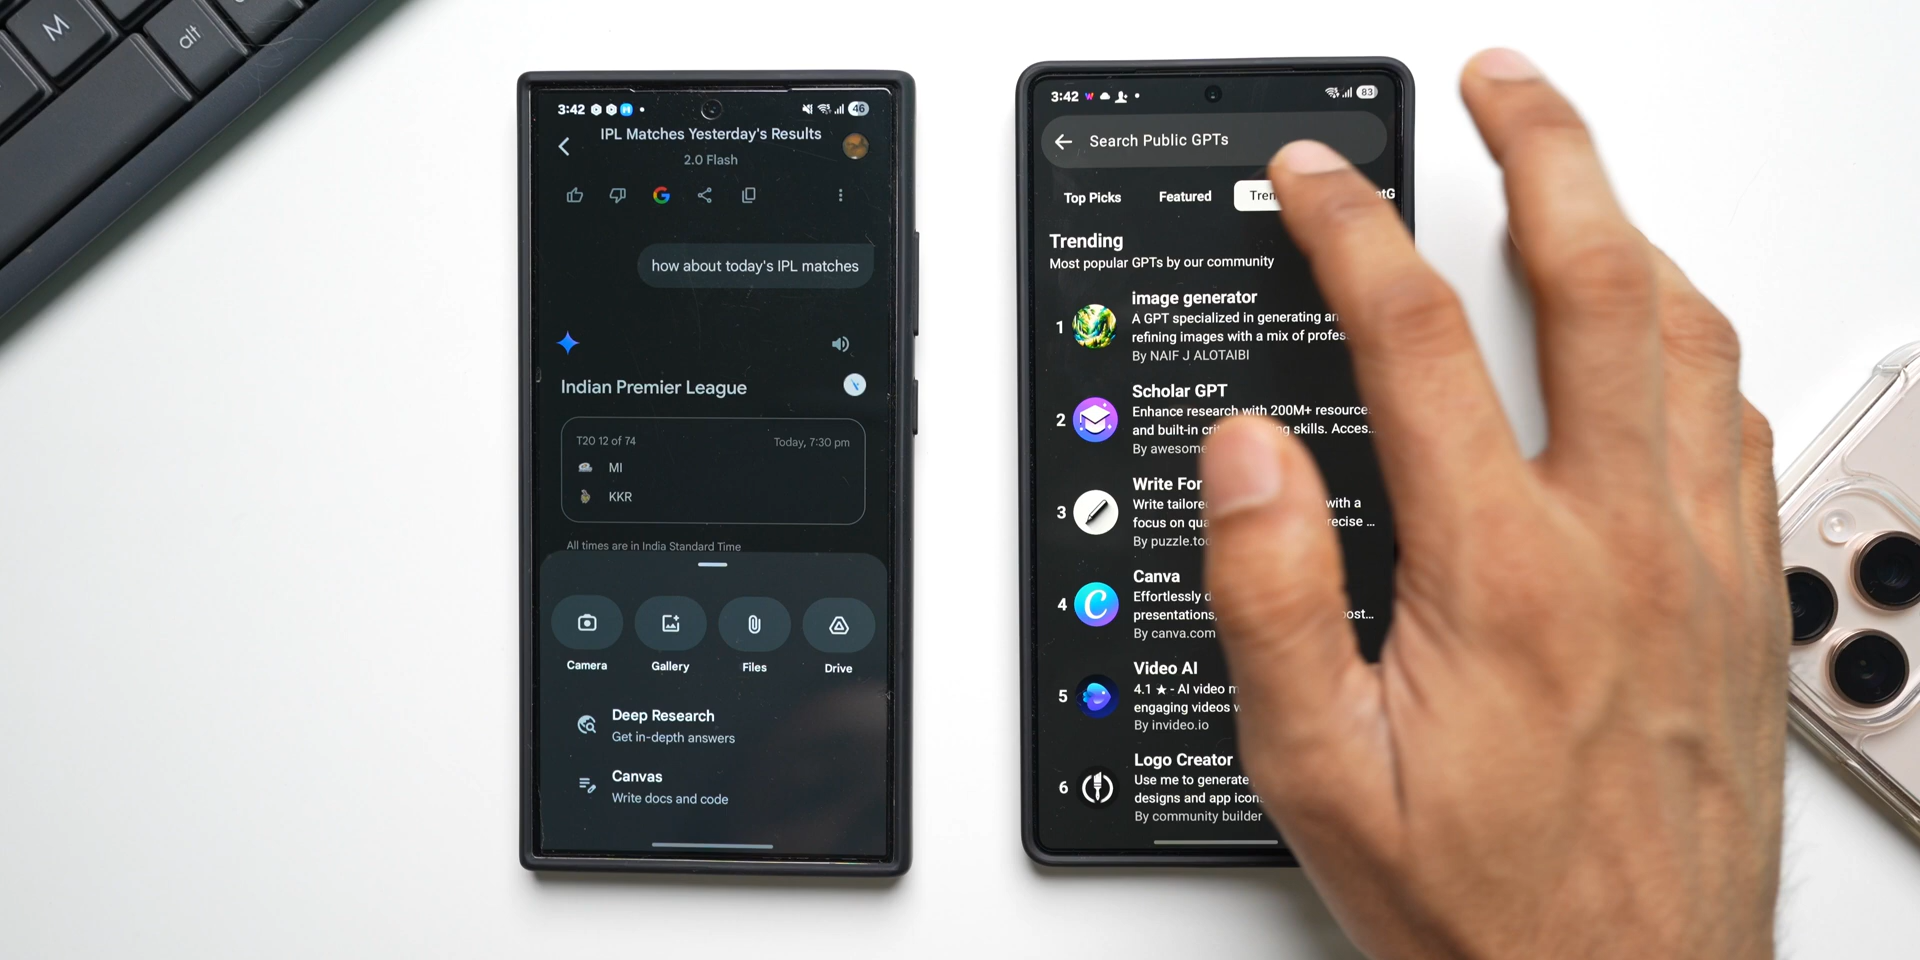 M
alt
3:42
46
IPL Matches Yesterday's Results
2.0 Flash
how about today's IPL matches
Indian Premier League
T20 12 of 74
Today, 7:30 pm
MI
KKR
All times are in India Standard Time
Camera
Gallery
Files
Drive
Deep Research
Get in-depth answers
Canvas
Write docs and code
3:42
83
Search Public GPTs
Top Picks
Featured
Trending
Most popular GPTs by our community
1
image generator
A GPT specialized in generating
refining images with a mix of
By NAIF J ALOTAIBI
2
Scholar GPT
Enhance research with 200M+
and built-in skills. Acces...
By
3
Write For
Write with a
focus on
By
4
Canva
Effortlessly
presentations,
By canva.com
5
Video AI
4.1 ★ - AI video
engaging videos
By invideo.io
6
Logo Creator
Use me to generate
designs and app
By community builder